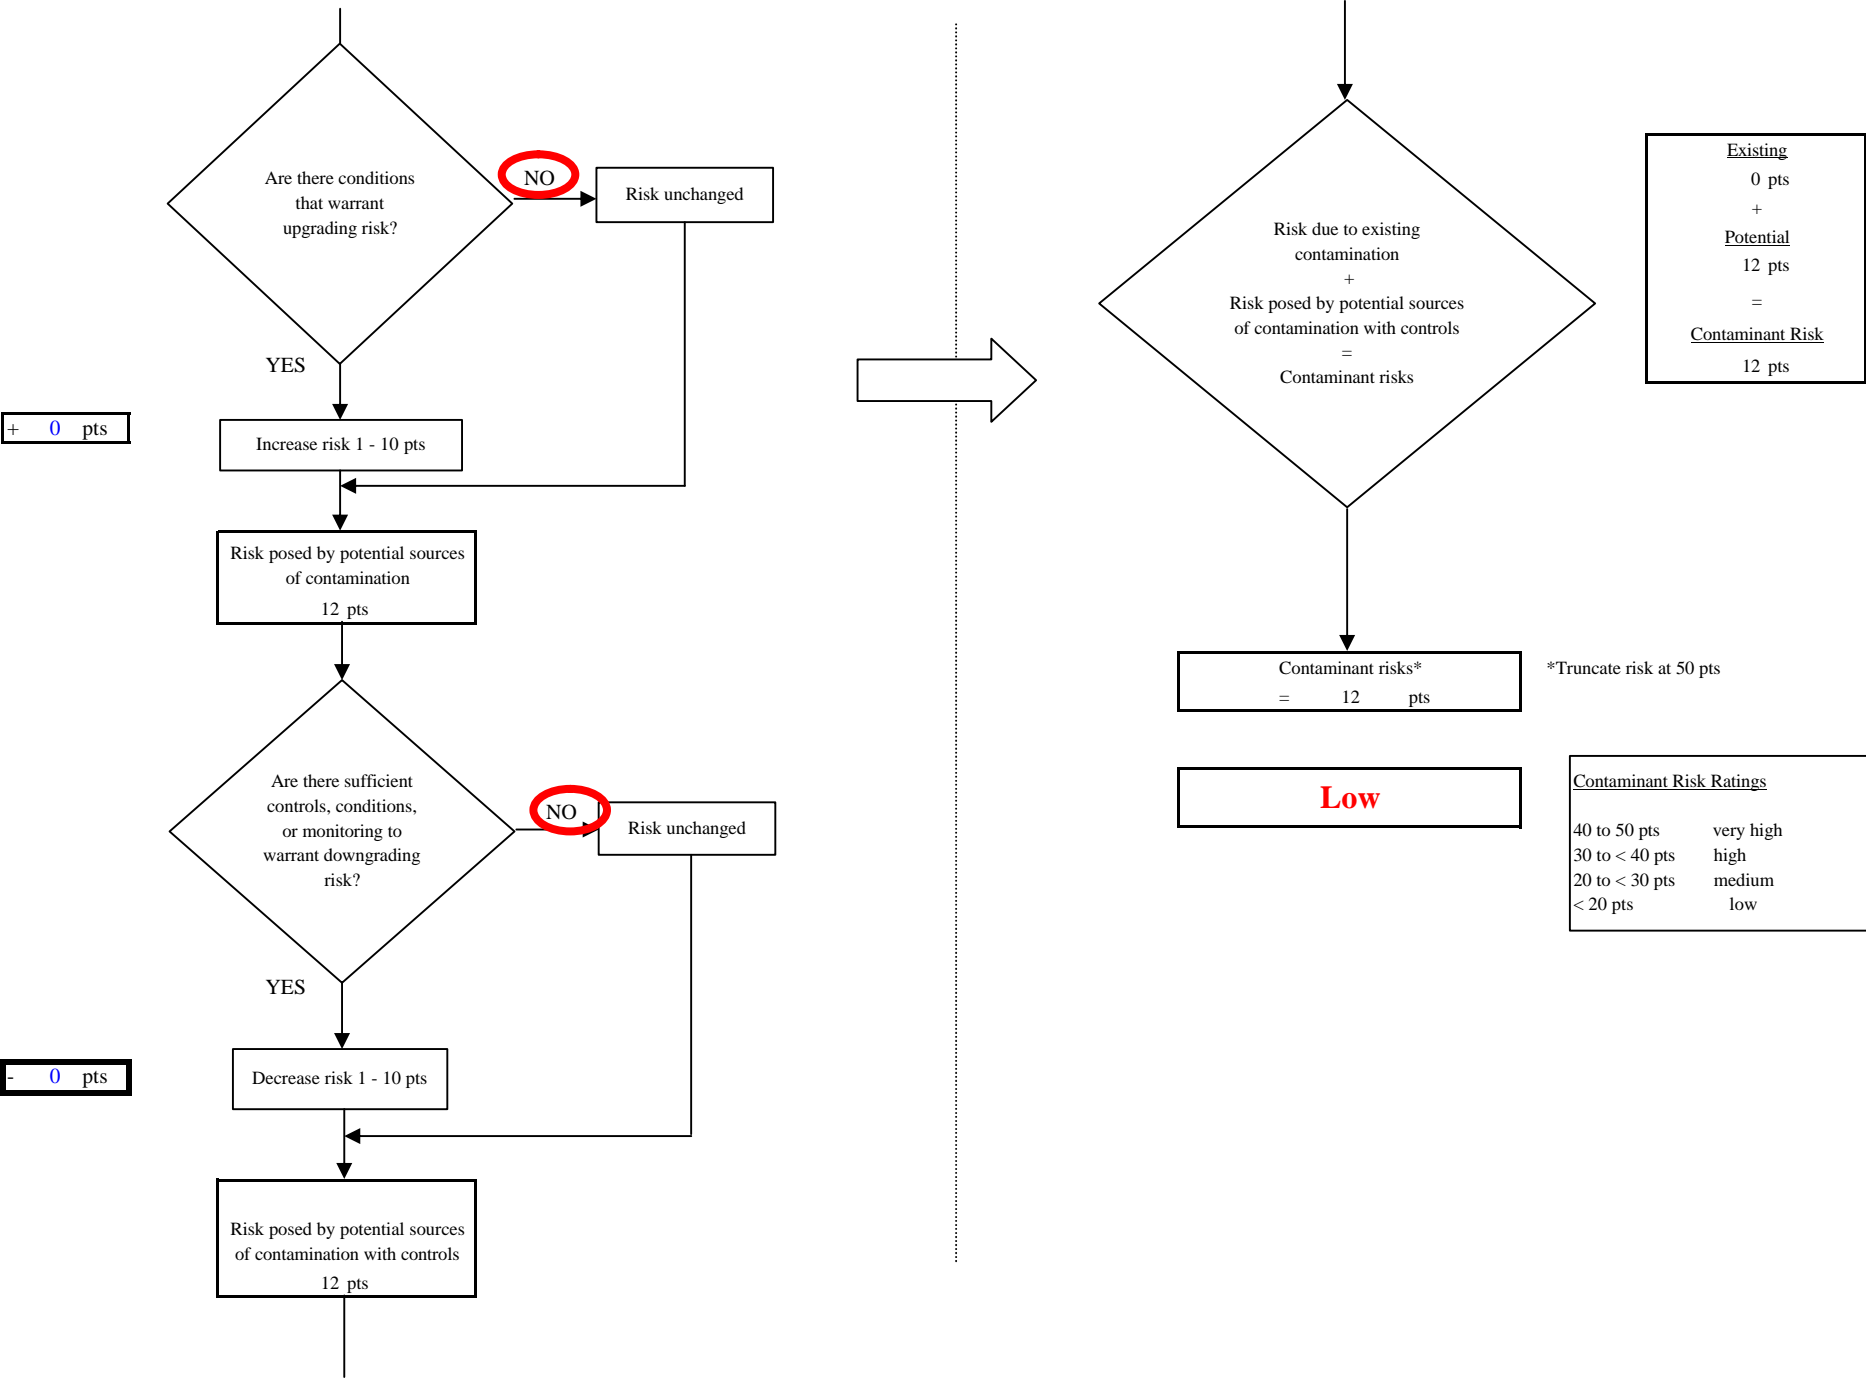 Are there conditions
that warrant
upgrading risk?
NO
Risk unchanged
YES
+ 0 pts
Increase risk 1 - 10 pts
Risk posed by potential sources
of contamination
12 pts
Are there sufficient
controls, conditions,
or monitoring to
warrant downgrading
risk?
NO
Risk unchanged
YES
- 0 pts
Decrease risk 1 - 10 pts
Risk posed by potential sources
of contamination with controls
12 pts
Risk due to existing
contamination
+
Risk posed by potential sources
of contamination with controls
=
Contaminant risks
Existing
0 pts
+
Potential
12 pts
=
Contaminant Risk
12 pts
Contaminant risks*
= 12 pts
*Truncate risk at 50 pts
Low
Contaminant Risk Ratings
40 to 50 pts very high
30 to < 40 pts high
20 to < 30 pts medium
< 20 pts low